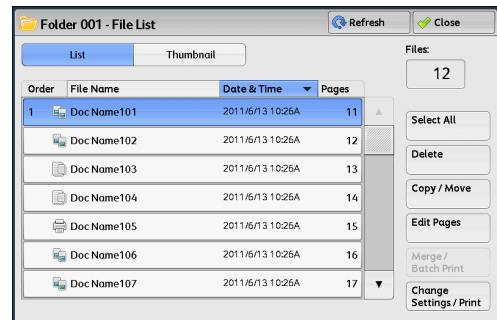 Folder 001 - File List
Refresh
Close
List
Thumbnail
Files:
12
Order File Name Date & Time Pages
1 Doc Name101 2011/6/13 10:26A 11
Doc Name102 2011/6/13 10:26A 12
Doc Name103 2011/6/13 10:26A 13
Doc Name104 2011/6/13 10:26A 14
Doc Name105 2011/6/13 10:26A 15
Doc Name106 2011/6/13 10:26A 16
Doc Name107 2011/6/13 10:26A 17
Select All
Delete
Copy / Move
Edit Pages
Merge /
Batch Print
Change
Settings / Print